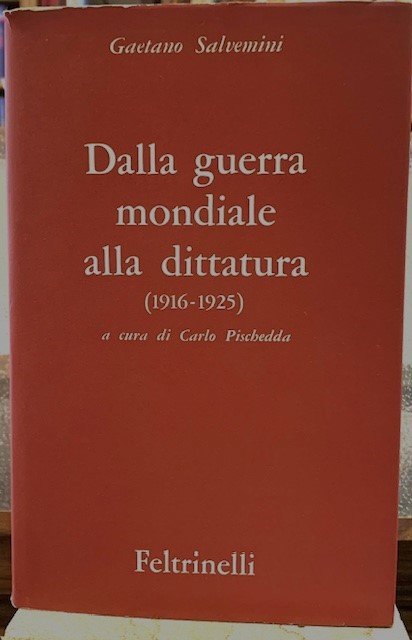 Gaetano Salvemini
Dalla guerra
mondiale
alla dittatura
(1916-1925)
a cura di Carlo Pischedda
Feltrinelli